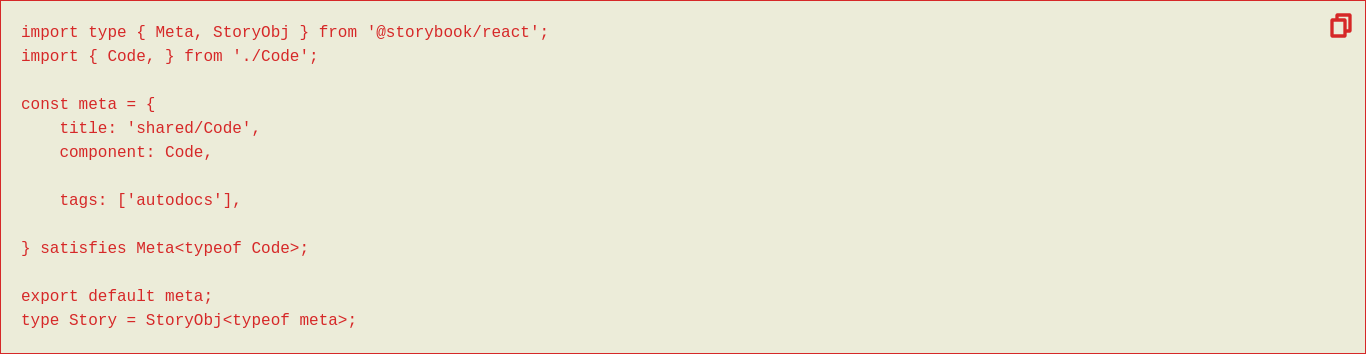 import type { Meta, StoryObj } from '@storybook/react';
import { Code, } from './Code';

const meta = {
    title: 'shared/Code',
    component: Code,

    tags: ['autodocs'],

} satisfies Meta<typeof Code>;

export default meta;
type Story = StoryObj<typeof meta>;